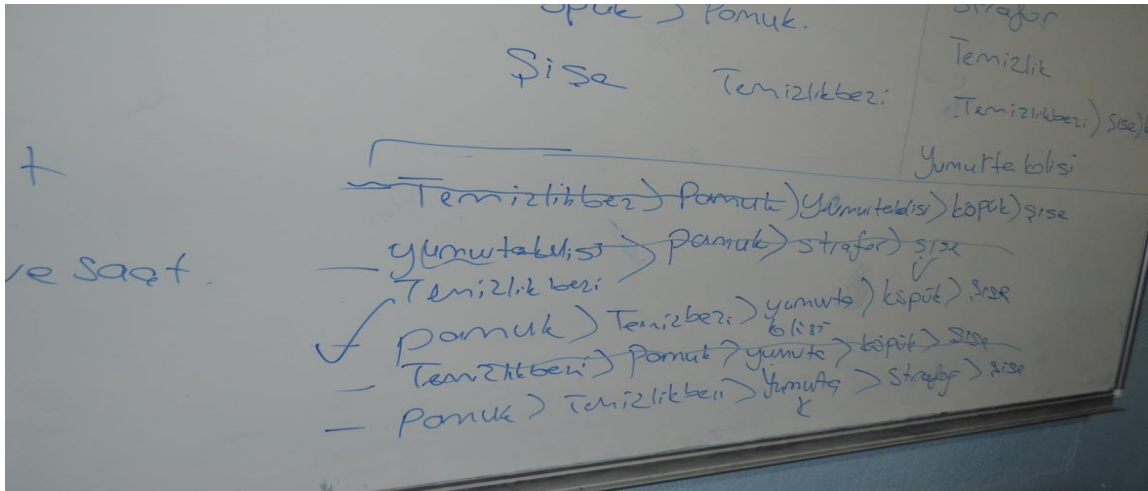 köpük > Pamuk.
Şişe Temizlikbezi
Strafor
Temizlik
Temizlikbezi) şişe)
Yumurta kolisi
ve saat.
Temizlikbez) Pamuk) Yumurtakolisi) köpük) şişe
yumurtakolisi > pamuk) strafor) şişe
Temizlik bezi
- pamuk > Temizbezi > yumurta) köpük). şişe
kolisi
- Temizlikbezi) pamuk > yumurta > köpük > şişe
- pamuk > Temizlikbezi > Yumurta > strafor > şişe
k